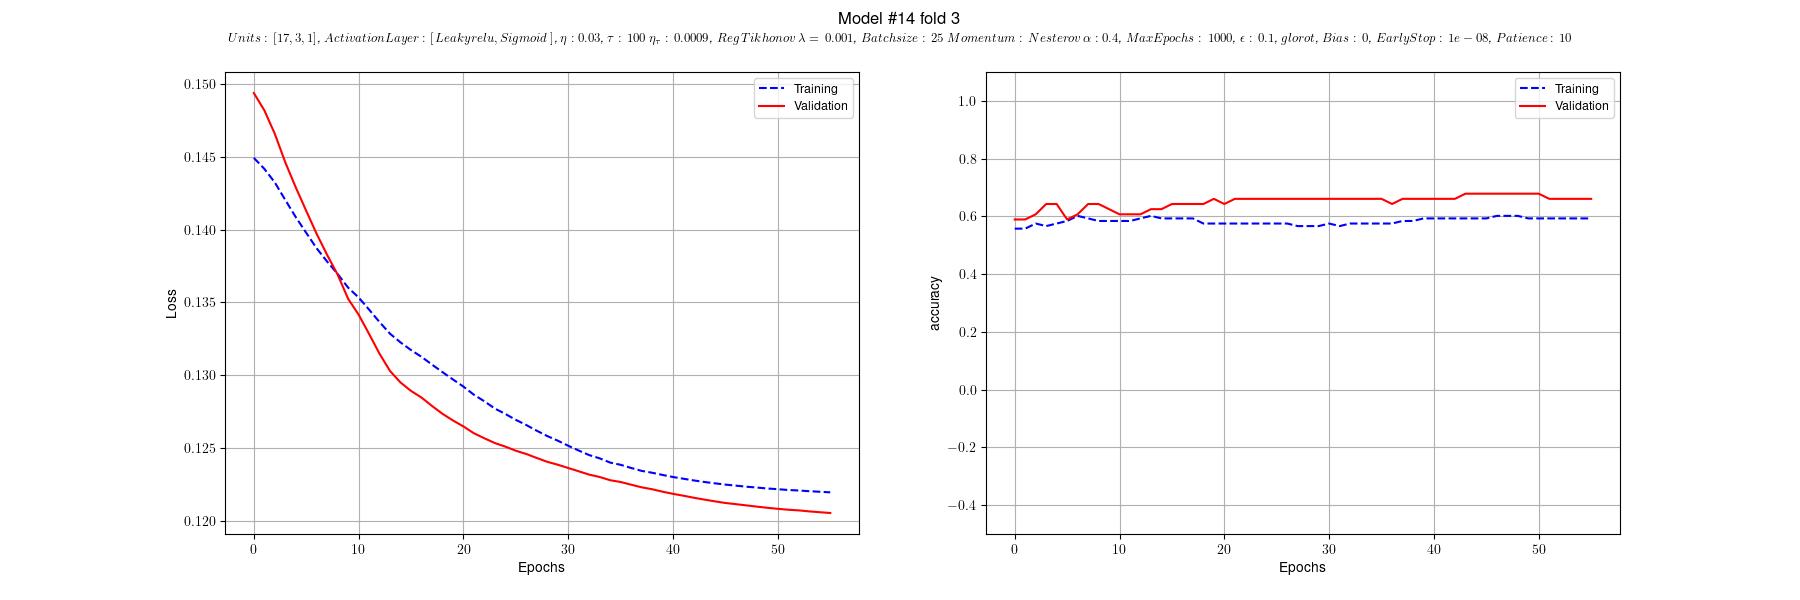 Model #14 fold 3
Units : [17, 3, 1], ActivationLayer : [Leakyrelu, Sigmoid ], η : 0.03, τ : 100 ητ : 0.0009, RegTikhonov λ = 0.001, Batchsize : 25 Momentum : Nesterov α : 0.4, MaxEpochs : 1000, ϵ : 0.1, glorot, Bias : 0, EarlyStop : 1e − 08, Patience : 10
Training
Validation
0.150
0.145
0.140
0.135
0.130
0.125
0.120
Loss
0 10 20 30 40 50
Epochs
Training
Validation
1.0
0.8
0.6
0.4
0.2
0.0
−0.2
−0.4
accuracy
0 10 20 30 40 50
Epochs